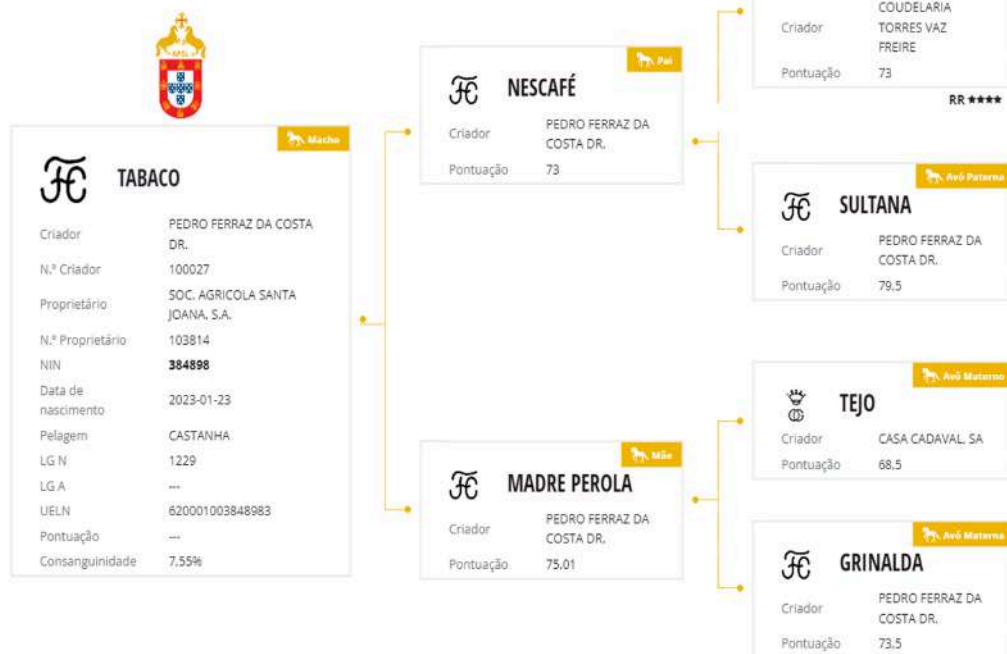 APSL
Macho
TABACO
Criador PEDRO FERRAZ DA COSTA
DR.
N.º Criador 100027
Proprietário SOC. AGRICOLA SANTA
JOANA, S.A.
N.º Proprietário 103814
NIN 384898
Data de
nascimento 2023-01-23
Pelagem CASTANHA
LG N 1229
LG A ---
UELN 620001003848983
Pontuação ---
Consanguinidade 7.55%
Pai
NESCAFÉ
Criador PEDRO FERRAZ DA
COSTA DR.
Pontuação 73
Mãe
MADRE PEROLA
Criador PEDRO FERRAZ DA
COSTA DR.
Pontuação 75.01
Criador COUDELARIA
TORRES VAZ
FREIRE
Pontuação 73
RR ★★★★
Avó Paterna
SULTANA
Criador PEDRO FERRAZ DA
COSTA DR.
Pontuação 79.5
Avô Materno
TEJO
Criador CASA CADAVAL, SA
Pontuação 68.5
Avó Materna
GRINALDA
Criador PEDRO FERRAZ DA
COSTA DR.
Pontuação 73.5